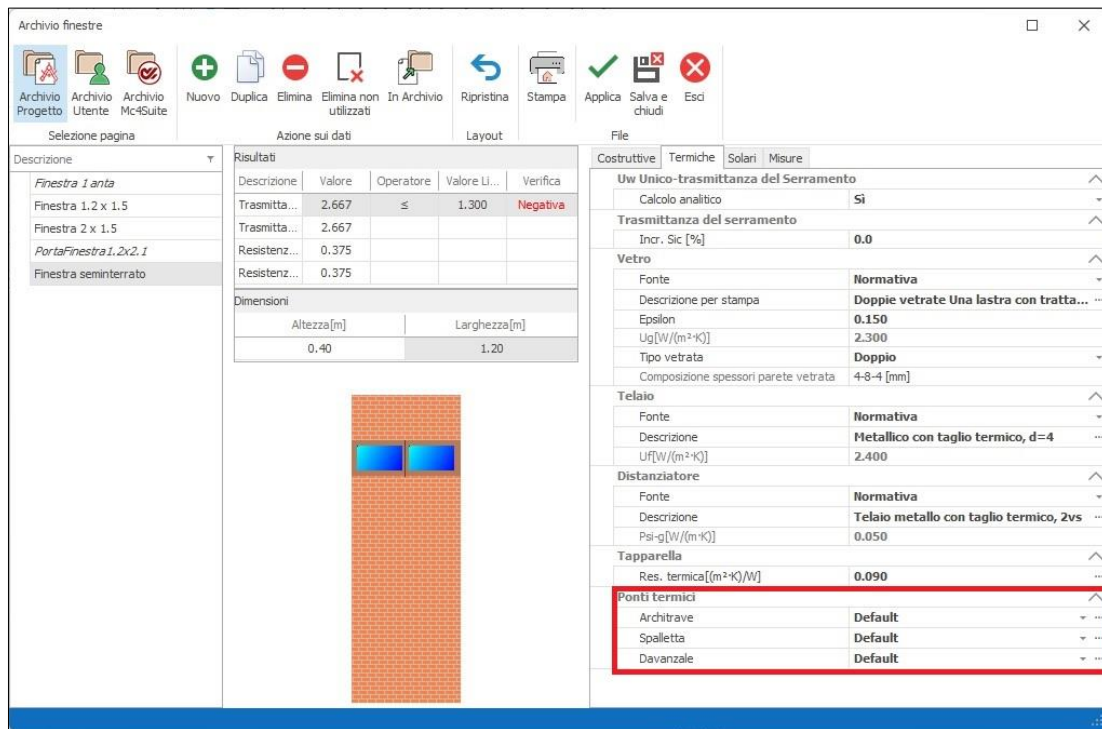 Archivio finestre
Archivio Progetto
Archivio Utente
Archivio Mc4Suite
Nuovo
Duplica
Elimina
Elimina non utilizzati
In Archivio
Ripristina
Stampa
Applica
Salva e chiudi
Esci
Selezione pagina
Azione sui dati
Layout
File
Descrizione
Finestra 1 anta
Finestra 1.2 x 1.5
Finestra 2 x 1.5
PortaFinestra1.2x2.1
Finestra seminterrato
Risultati
Descrizione Valore Operatore Valore Li... Verifica
Trasmitta... 2.667 ≤ 1.300 Negativa
Trasmitta... 2.667
Resistenz... 0.375
Resistenz... 0.375
Dimensioni
Altezza[m] Larghezza[m]
0.40 1.20
Costruttive Termiche Solari Misure
Uw Unico-trasmittanza del Serramento
Calcolo analitico Sì
Trasmittanza del serramento
Incr. Sic [%] 0.0
Vetro
Fonte Normativa
Descrizione per stampa Doppie vetrate Una lastra con tratta... ...
Epsilon 0.150
Ug[W/(m²·K)] 2.300
Tipo vetrata Doppio
Composizione spessori parete vetrata 4-8-4 [mm]
Telaio
Fonte Normativa
Descrizione Metallico con taglio termico, d=4 ...
Uf[W/(m²·K)] 2.400
Distanziatore
Fonte Normativa
Descrizione Telaio metallo con taglio termico, 2vs ...
Psi-g[W/(m·K)] 0.050
Tapparella
Res. termica[(m²·K)/W] 0.090 ...
Ponti termici
Architrave Default ...
Spalletta Default ...
Davanzale Default ...